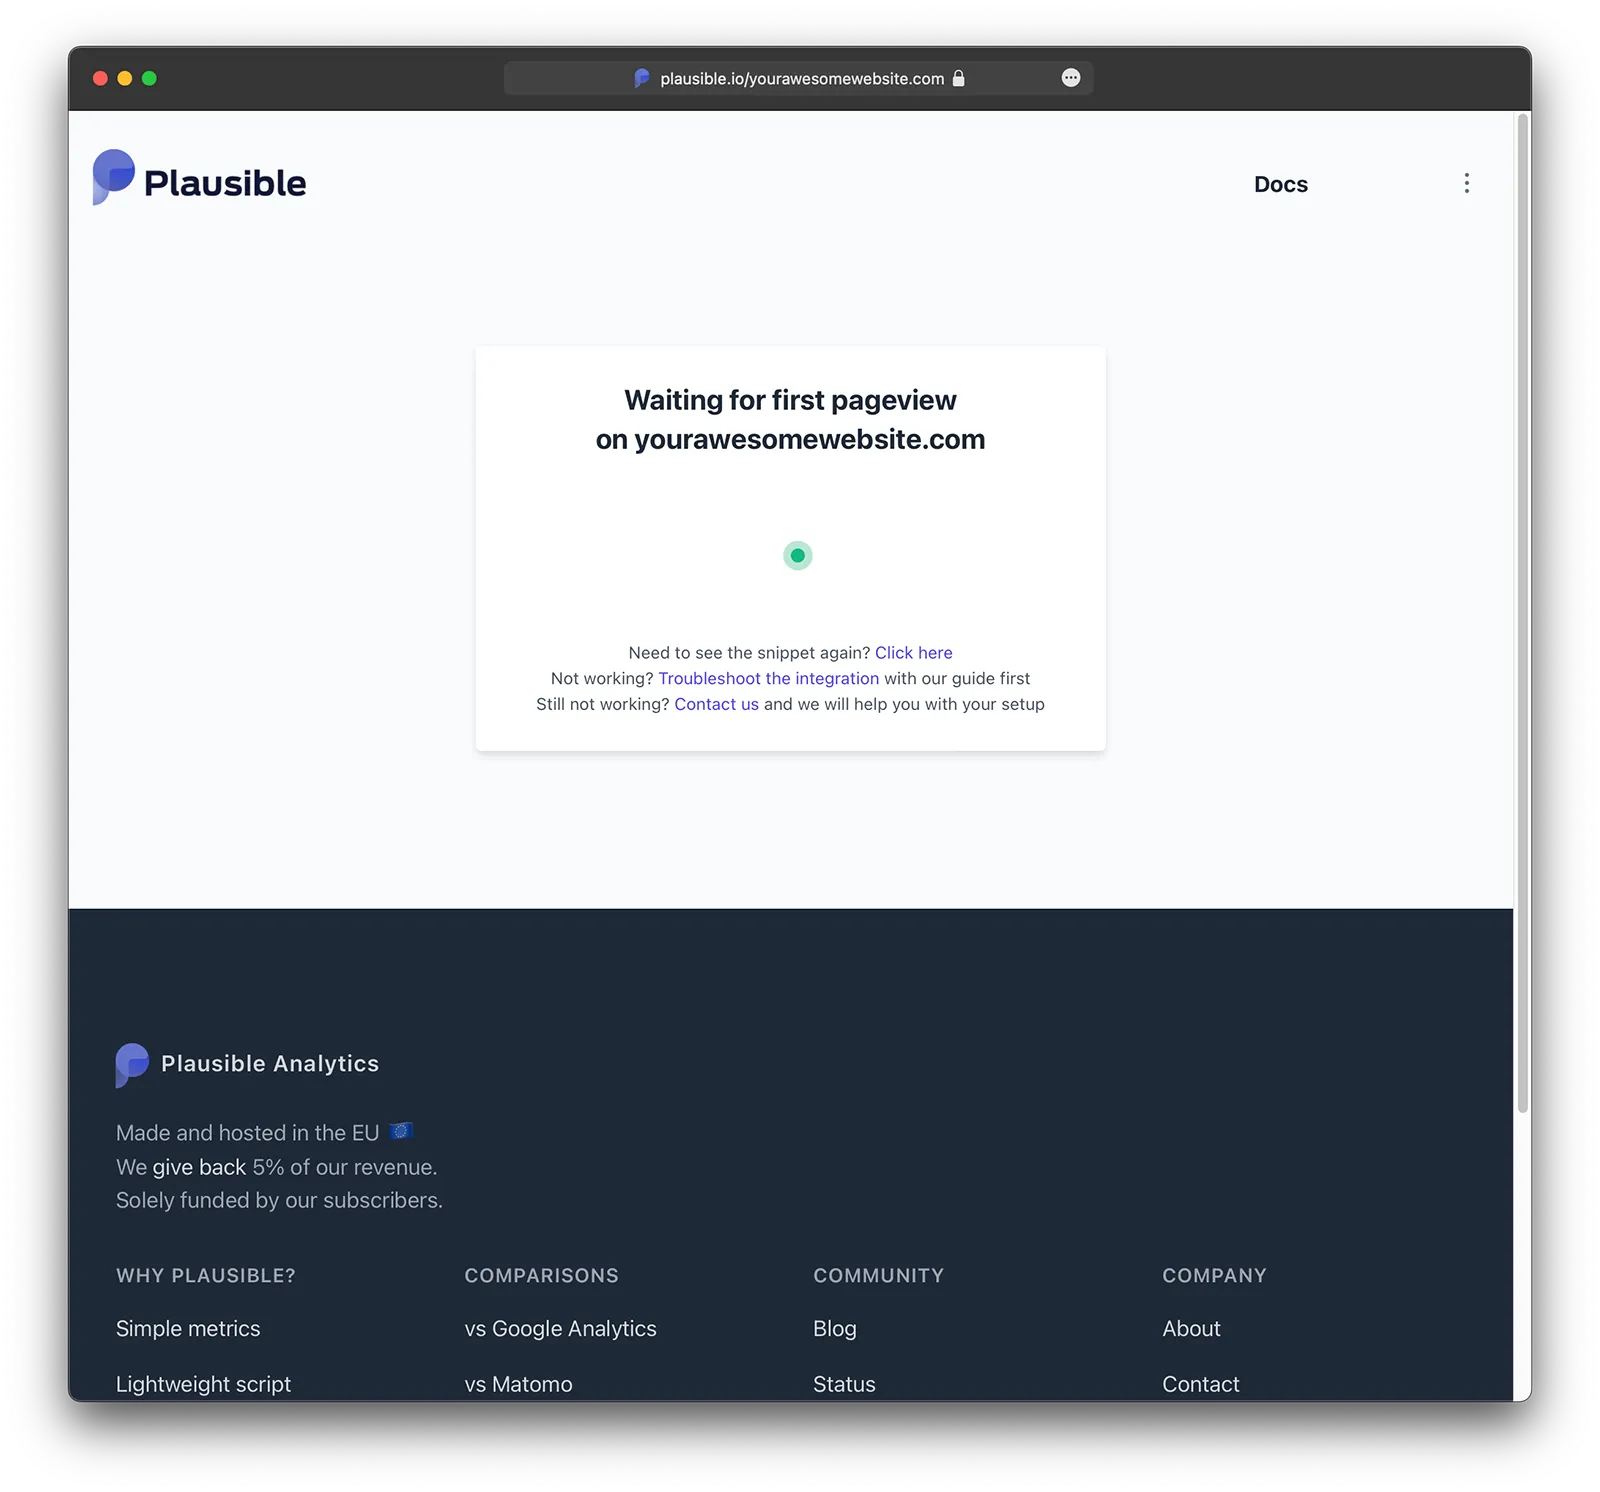 plausible.io/yourawesomewebsite.com
Plausible
Docs
Waiting for first pageview
on yourawesomewebsite.com
Need to see the snippet again? Click here
Not working? Troubleshoot the integration with our guide first
Still not working? Contact us and we will help you with your setup
Plausible Analytics
Made and hosted in the EU 🇪🇺
We give back 5% of our revenue.
Solely funded by our subscribers.
WHY PLAUSIBLE?
Simple metrics
Lightweight script
COMPARISONS
vs Google Analytics
vs Matomo
COMMUNITY
Blog
Status
COMPANY
About
Contact